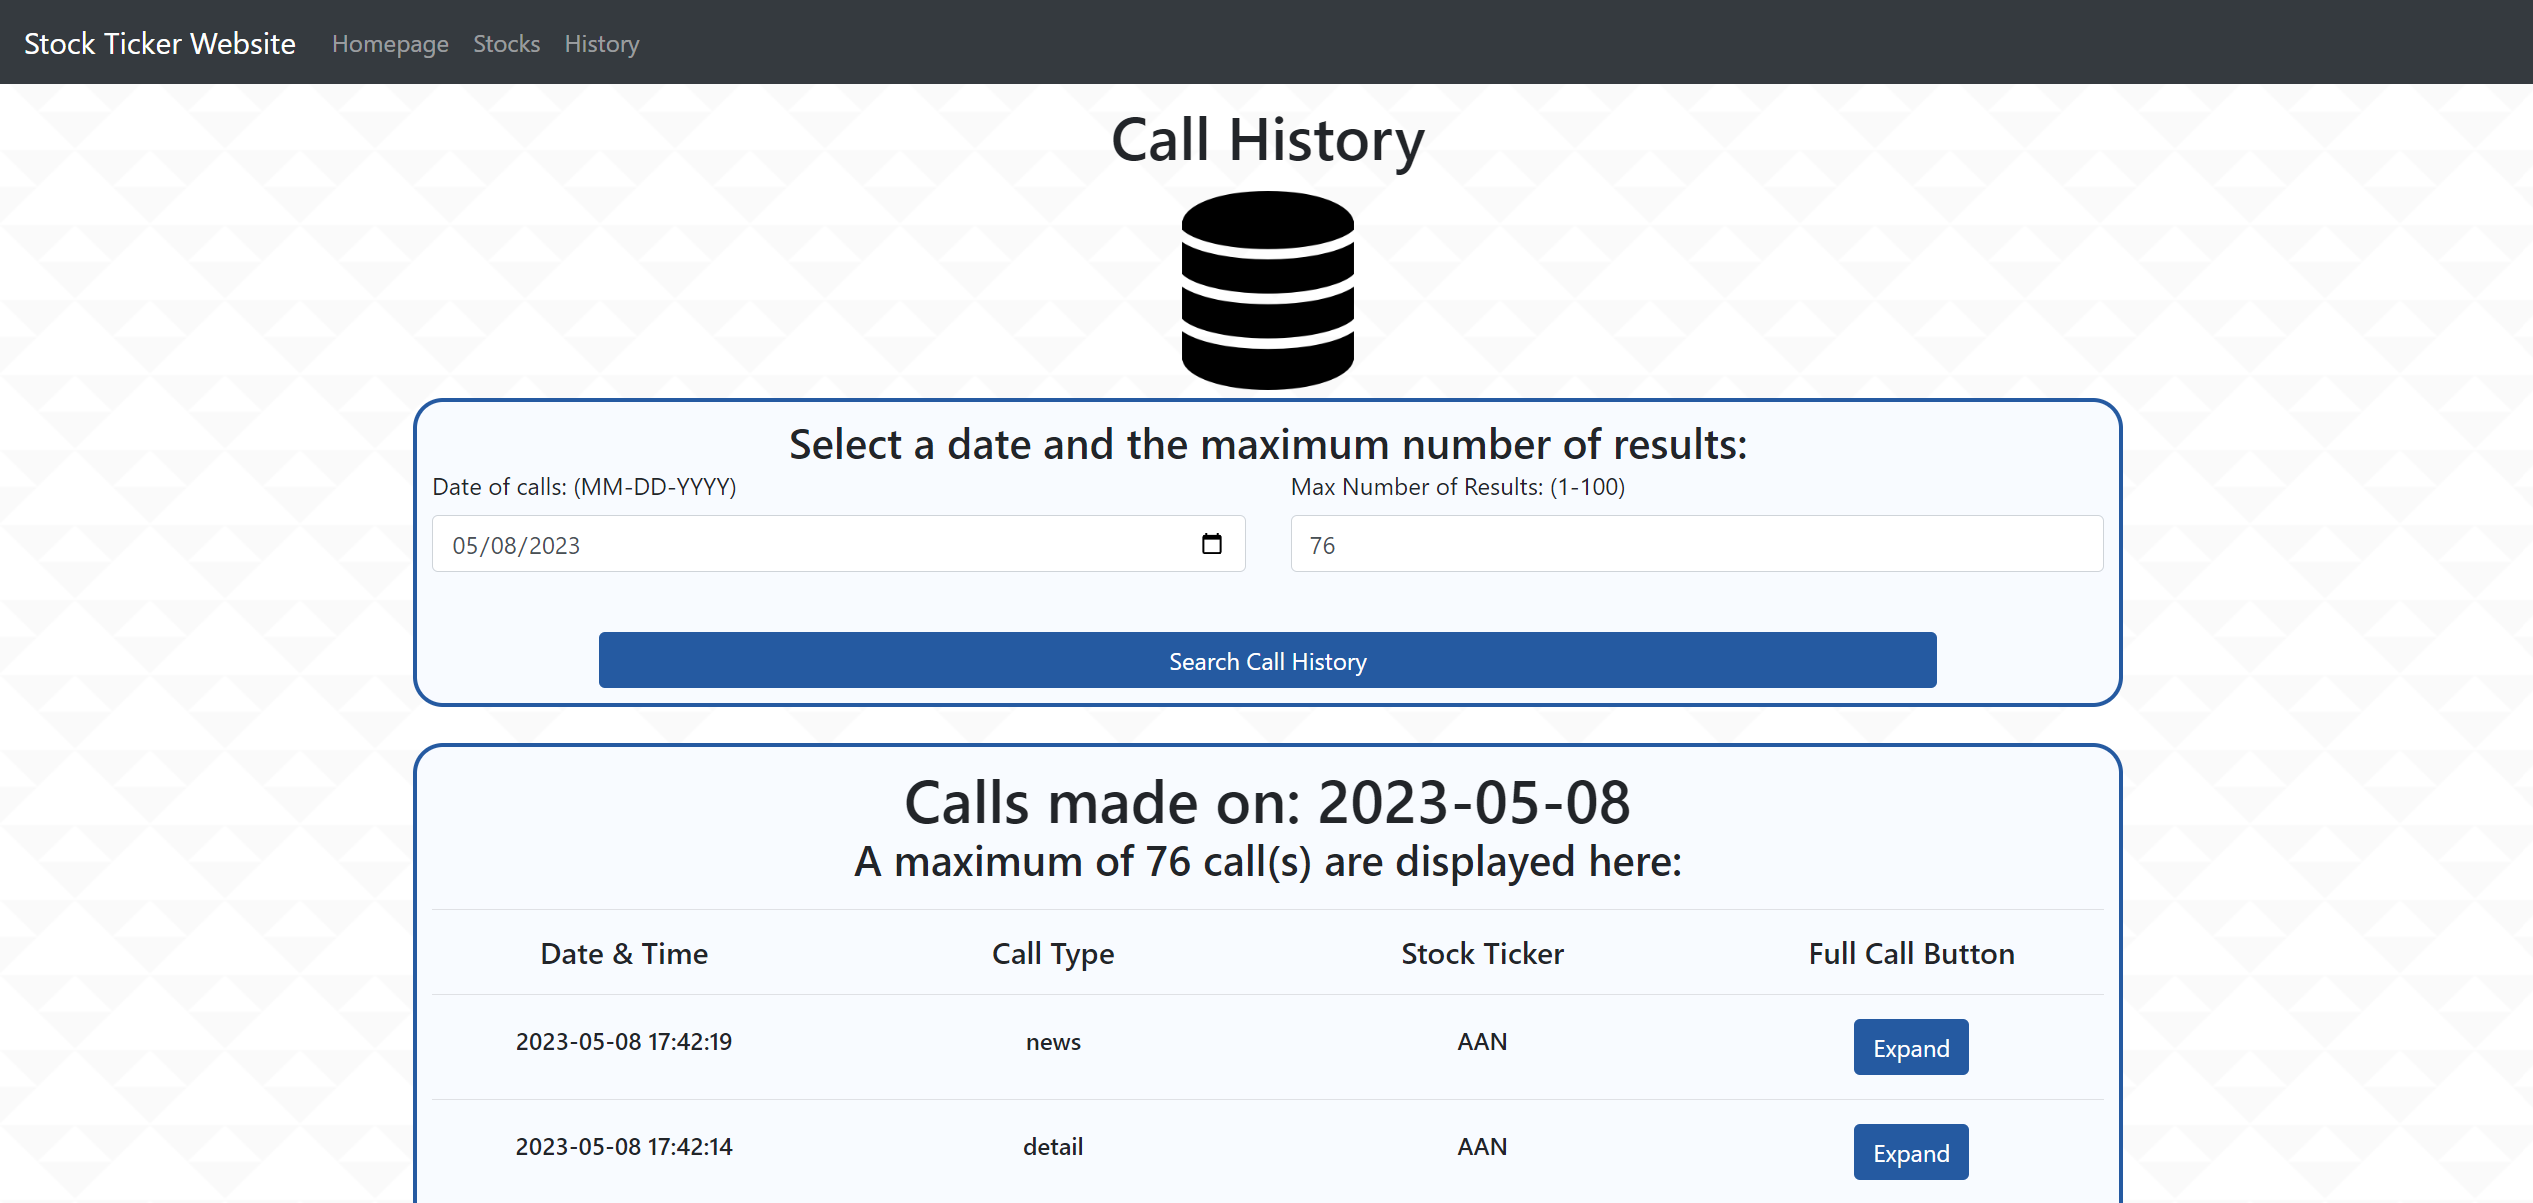 Stock Ticker Website Homepage Stocks History
Call History
Select a date and the maximum number of results:
Date of calls: (MM-DD-YYYY) Max Number of Results: (1-100)
05/08/2023 76
Search Call History
Calls made on: 2023-05-08
A maximum of 76 call(s) are displayed here:
Date & Time Call Type Stock Ticker Full Call Button
2023-05-08 17:42:19 news AAN Expand
2023-05-08 17:42:14 detail AAN Expand